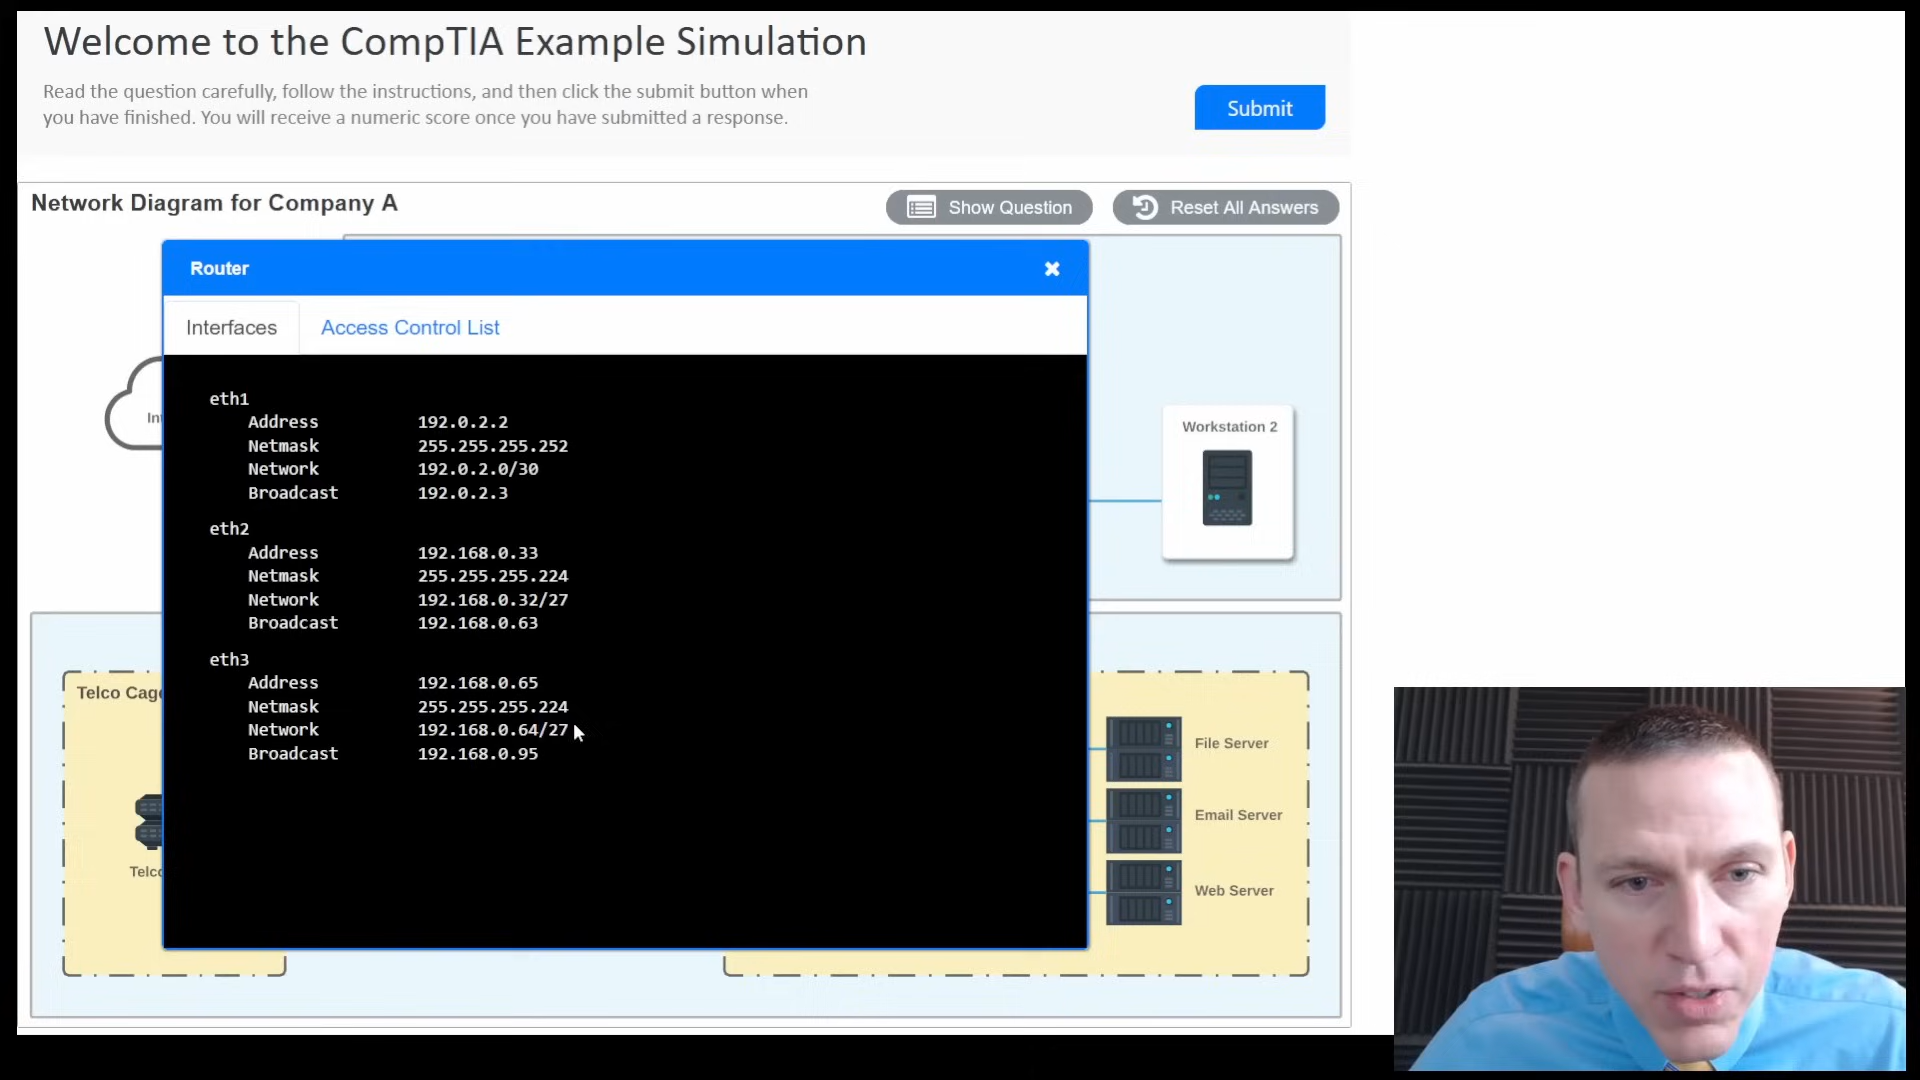 Welcome to the CompTIA Example Simulation
Read the question carefully, follow the instructions, and then click the submit button when
you have finished. You will receive a numeric score once you have submitted a response.
Submit
Network Diagram for Company A
Show Question
Reset All Answers
Router
Interfaces
Access Control List
eth1
Address 192.0.2.2
Netmask 255.255.255.252
Network 192.0.2.0/30
Broadcast 192.0.2.3
eth2
Address 192.168.0.33
Netmask 255.255.255.224
Network 192.168.0.32/27
Broadcast 192.168.0.63
eth3
Address 192.168.0.65
Netmask 255.255.255.224
Network 192.168.0.64/27
Broadcast 192.168.0.95
Int
Workstation 2
Telco Cage
Telco
File Server
Email Server
Web Server